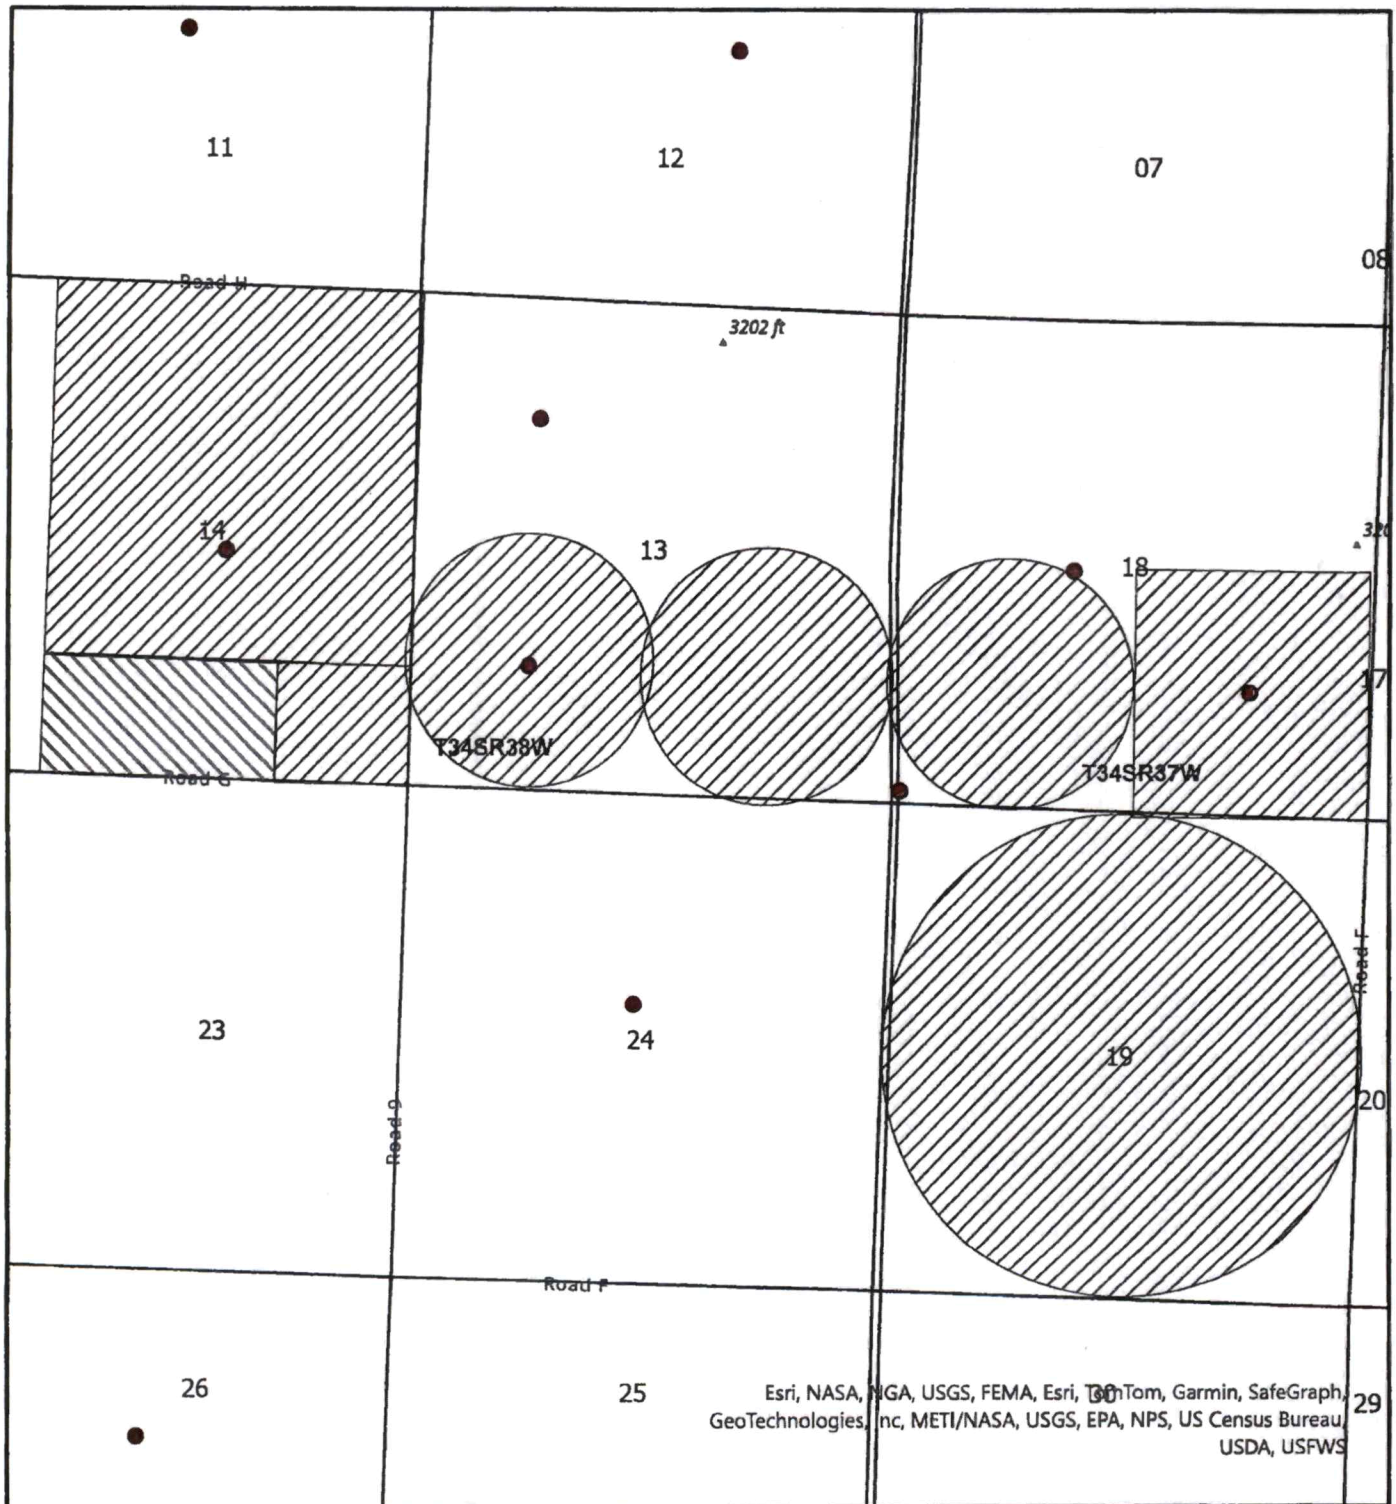 11
12
07
08
Road H
3202 ft
14
13
18
320
17
T34SR38W
T34SR37W
Road G
23
24
19
Road F
20
Road 9
Road F
26
25
30
29
Esri, NASA, NGA, USGS, FEMA, Esri, TomTom, Garmin, SafeGraph,
GeoTechnologies, Inc, METI/NASA, USGS, EPA, NPS, US Census Bureau,
USDA, USFWS